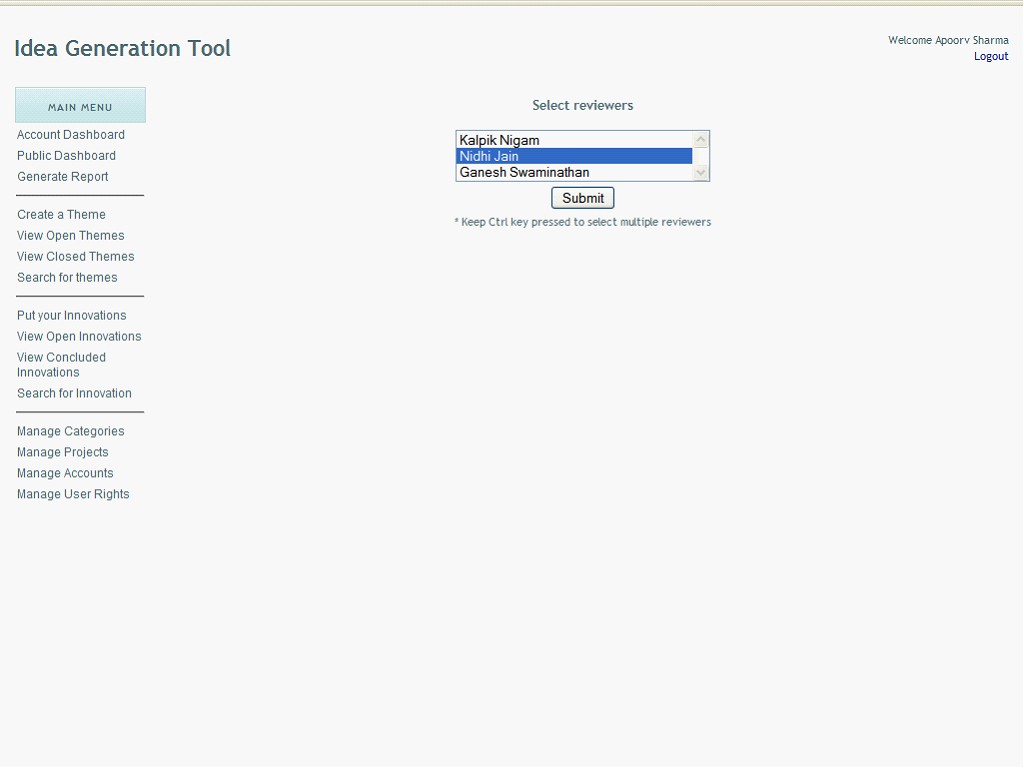 Idea Generation Tool
Welcome Apoorv Sharma
Logout
MAIN MENU
Account Dashboard
Public Dashboard
Generate Report
Create a Theme
View Open Themes
View Closed Themes
Search for themes
Put your Innovations
View Open Innovations
View Concluded
Innovations
Search for Innovation
Manage Categories
Manage Projects
Manage Accounts
Manage User Rights
Select reviewers
Kalpik Nigam
Nidhi Jain
Ganesh Swaminathan
Submit
* Keep Ctrl key pressed to select multiple reviewers